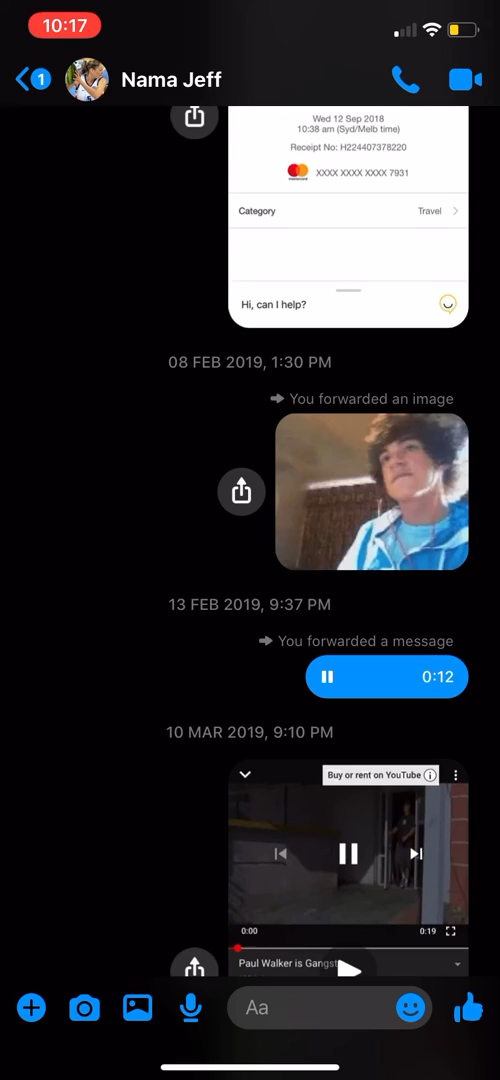 10:17
1
Nama Jeff
Wed 12 Sep 2018
10:38 am (Syd/Melb time)
Receipt No: H224407378220
mastercard XXXX XXXX XXXX 7931
Category Travel
Hi, can I help?
08 FEB 2019, 1:30 PM
You forwarded an image
13 FEB 2019, 9:37 PM
You forwarded a message
0:12
10 MAR 2019, 9:10 PM
Buy or rent on YouTube
0:00 0:19
Paul Walker is Gangst
Aa